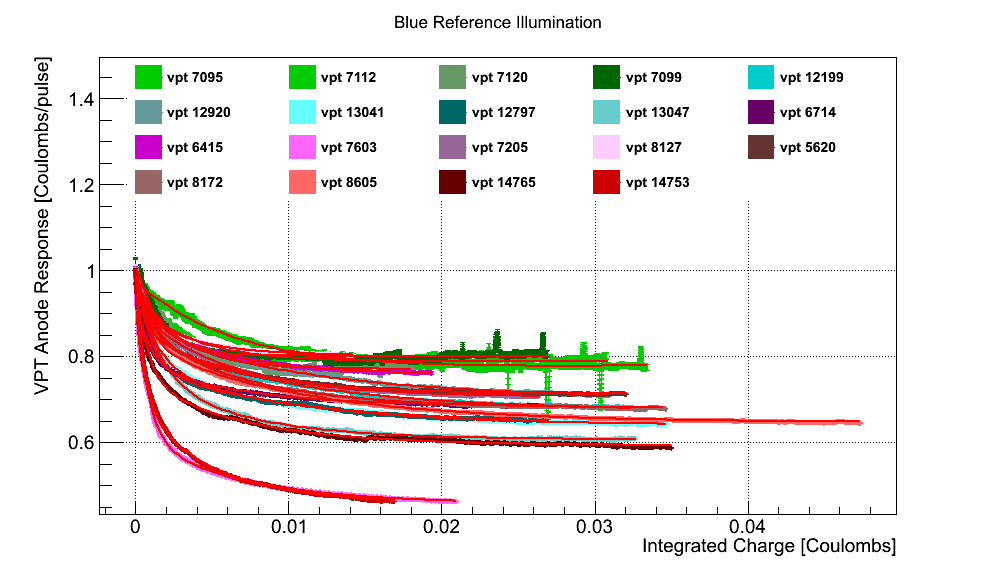 Blue Reference Illumination
VPT Anode Response [Coulombs/pulse]
vpt 7095 vpt 7112 vpt 7120 vpt 7099 vpt 12199
vpt 12920 vpt 13041 vpt 12797 vpt 13047 vpt 6714
vpt 6415 vpt 7603 vpt 7205 vpt 8127 vpt 5620
vpt 8172 vpt 8605 vpt 14765 vpt 14753
1.4
1.2
1
0.8
0.6
0 0.01 0.02 0.03 0.04
Integrated Charge [Coulombs]